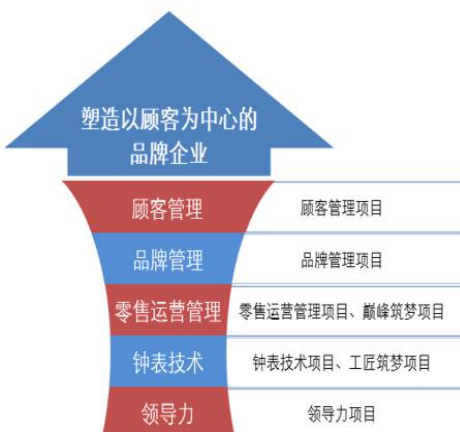 塑造以顾客为中心的
品牌企业
顾客管理 顾客管理项目
品牌管理 品牌管理项目
零售运营管理 零售运营管理项目、巅峰筑梦项目
钟表技术 钟表技术项目、工匠筑梦项目
领导力 领导力项目